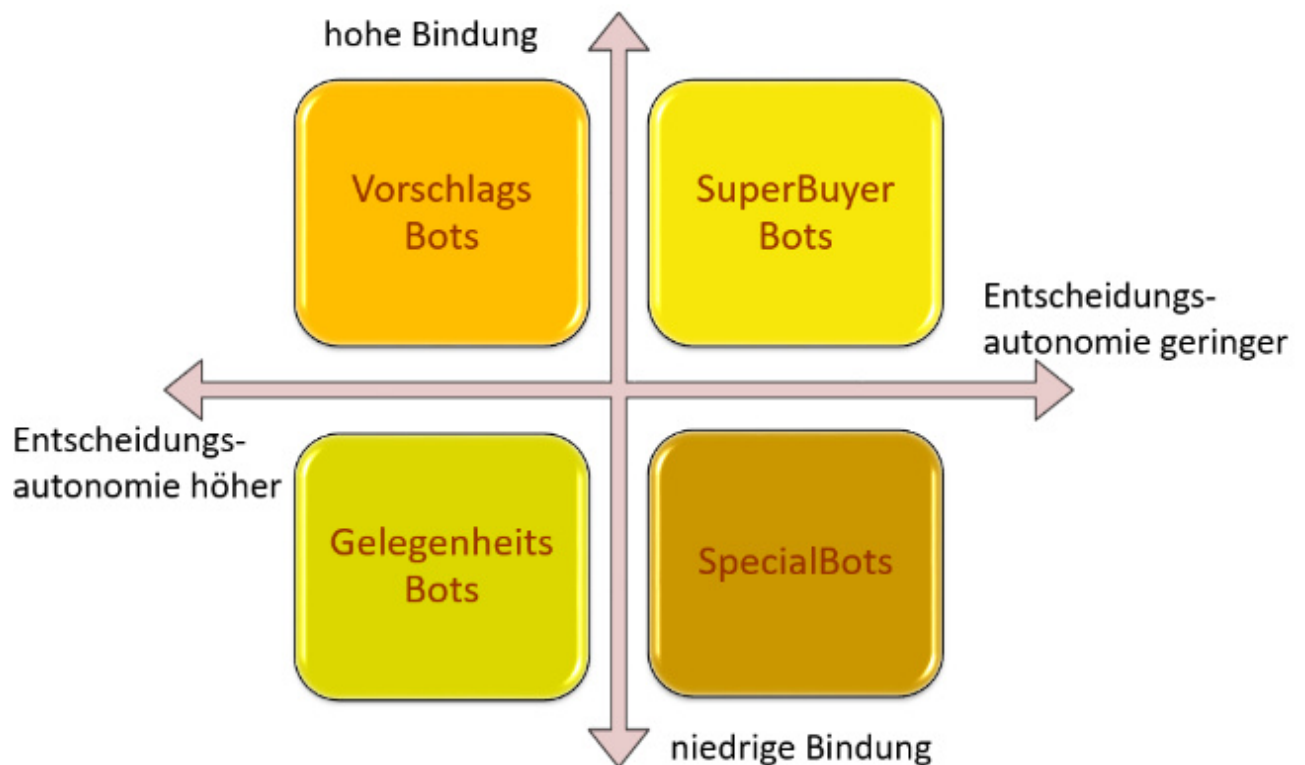 hohe Bindung
Vorschlags
Bots
SuperBuyer
Bots
Entscheidungs-
autonomie geringer
Entscheidungs-
autonomie höher
Gelegenheits
Bots
SpecialBots
niedrige Bindung